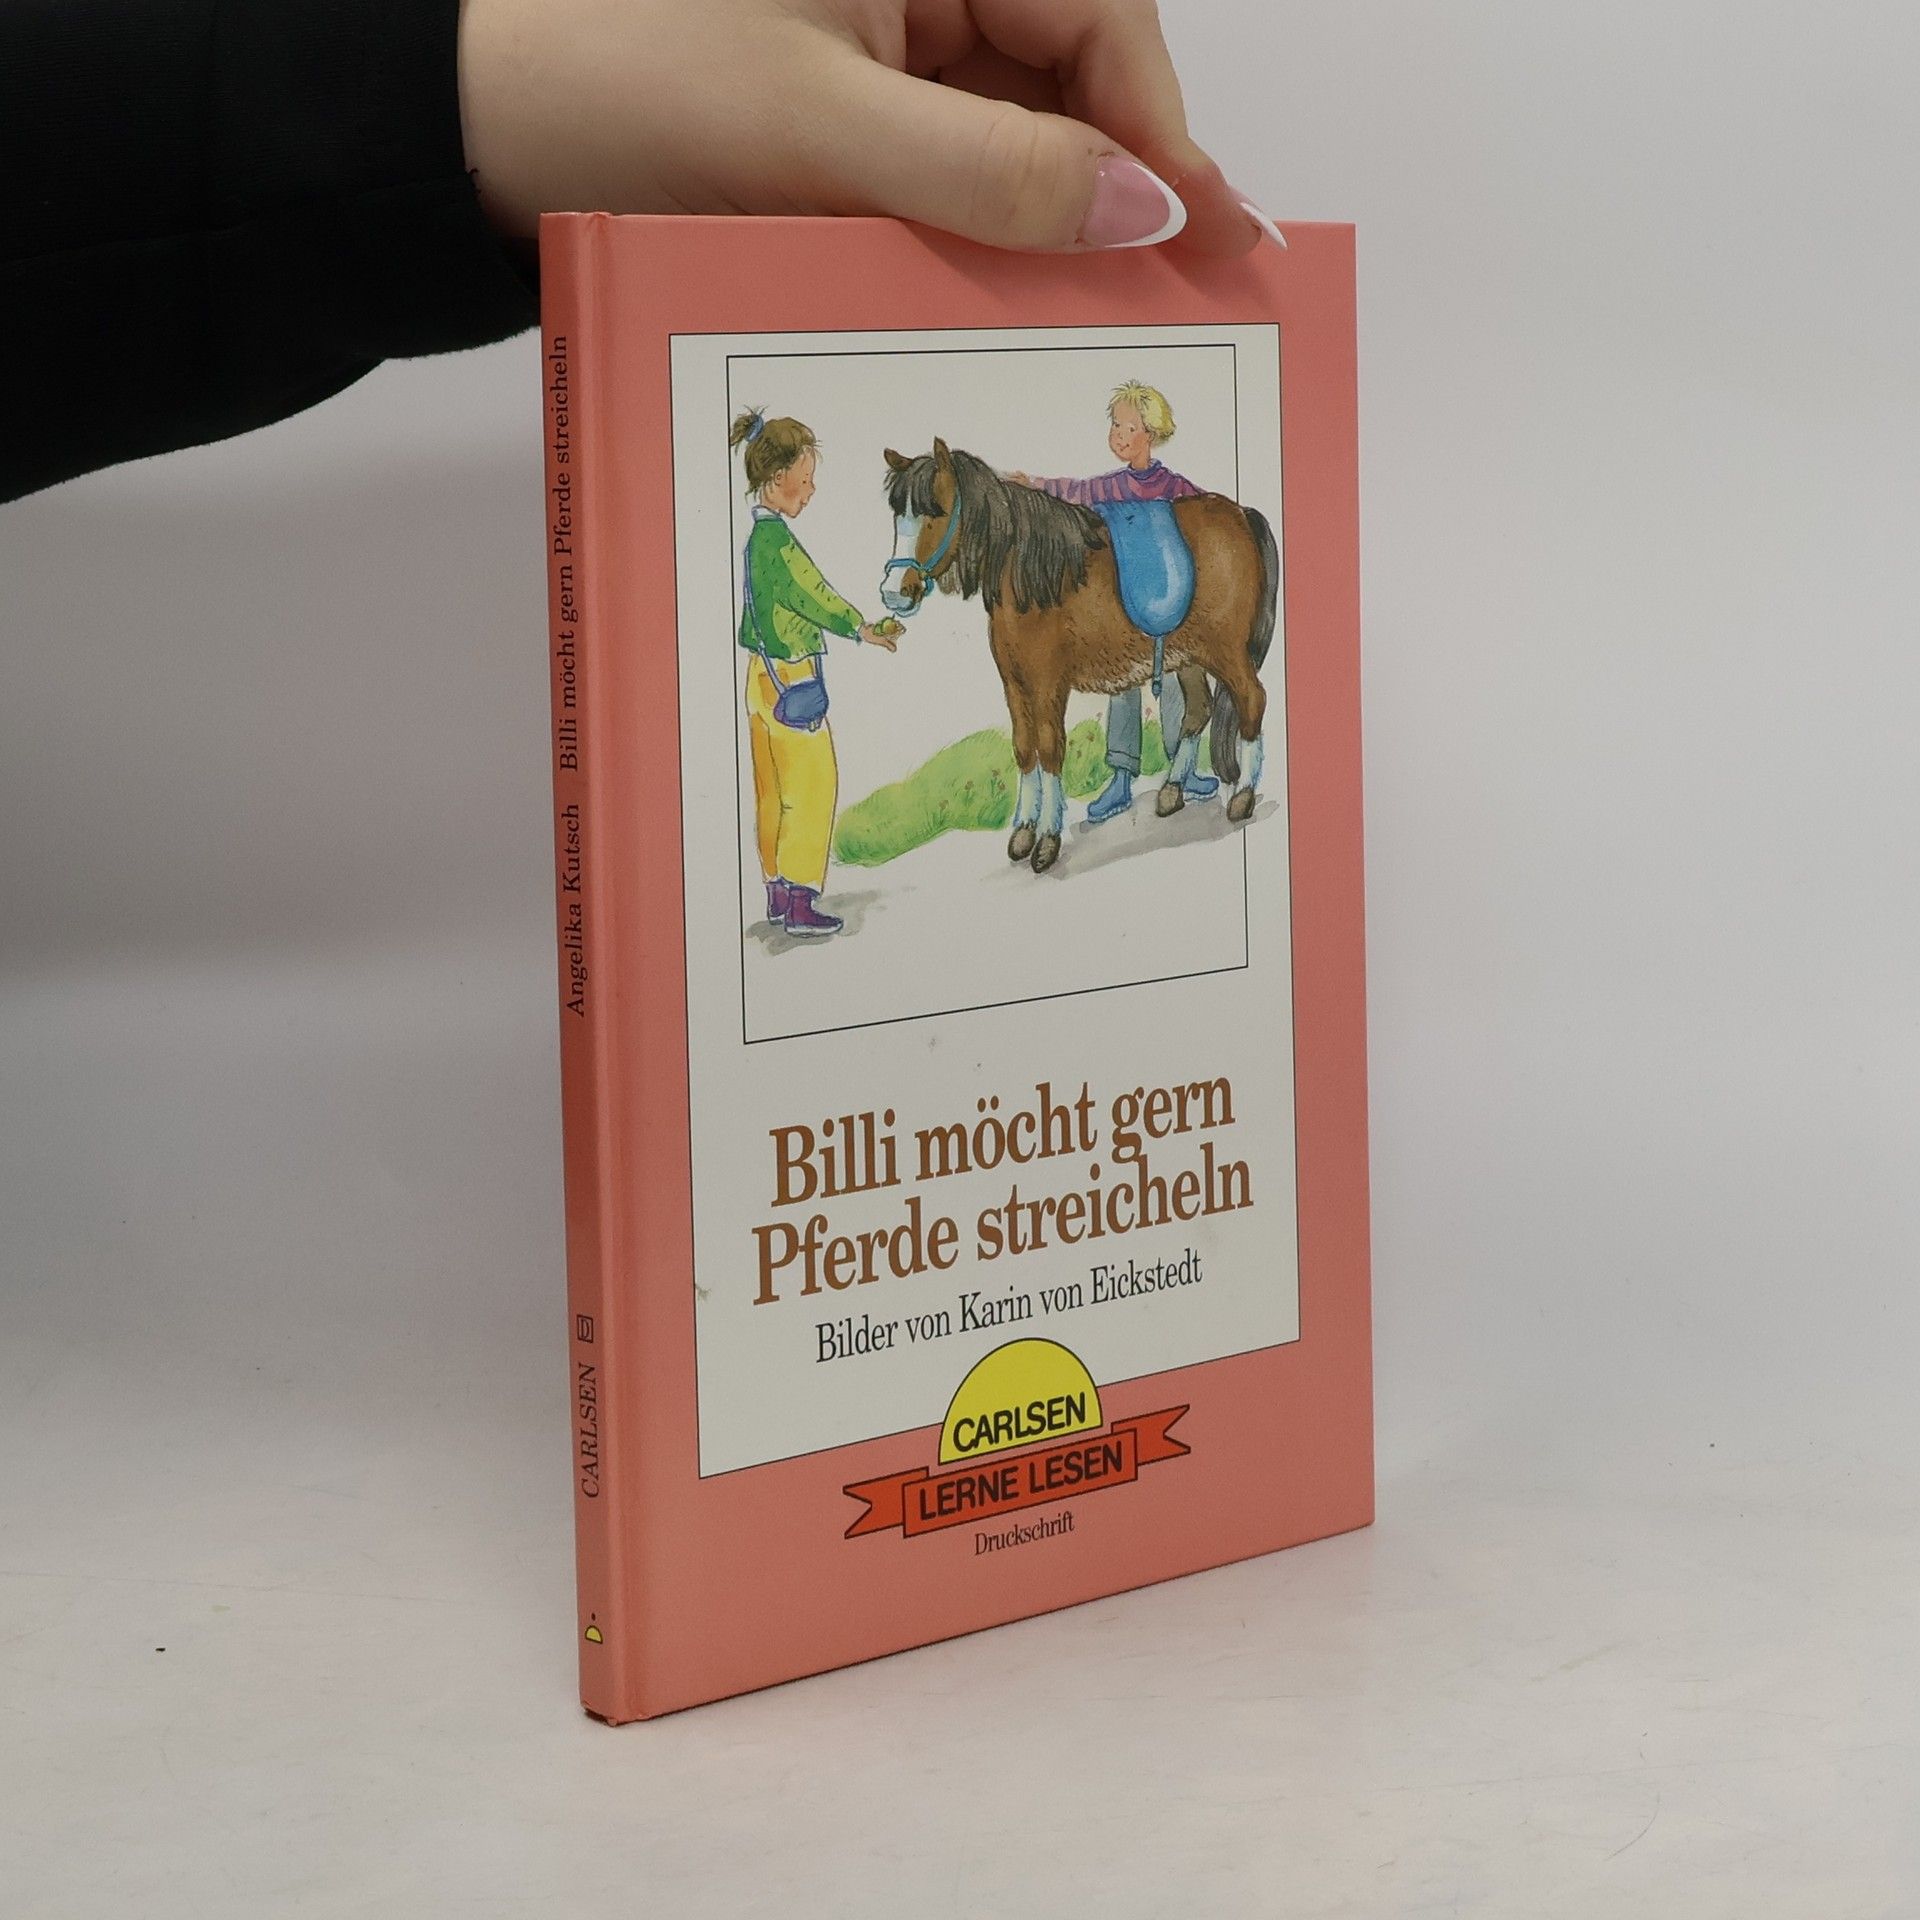 Angelika Kutsch Billi möcht gern Pferde streicheln
CARLSEN D
Billi möcht gern
Pferde streicheln
Bilder von Karin von Eickstedt
CARLSEN
LERNE LESEN
Druckschrift